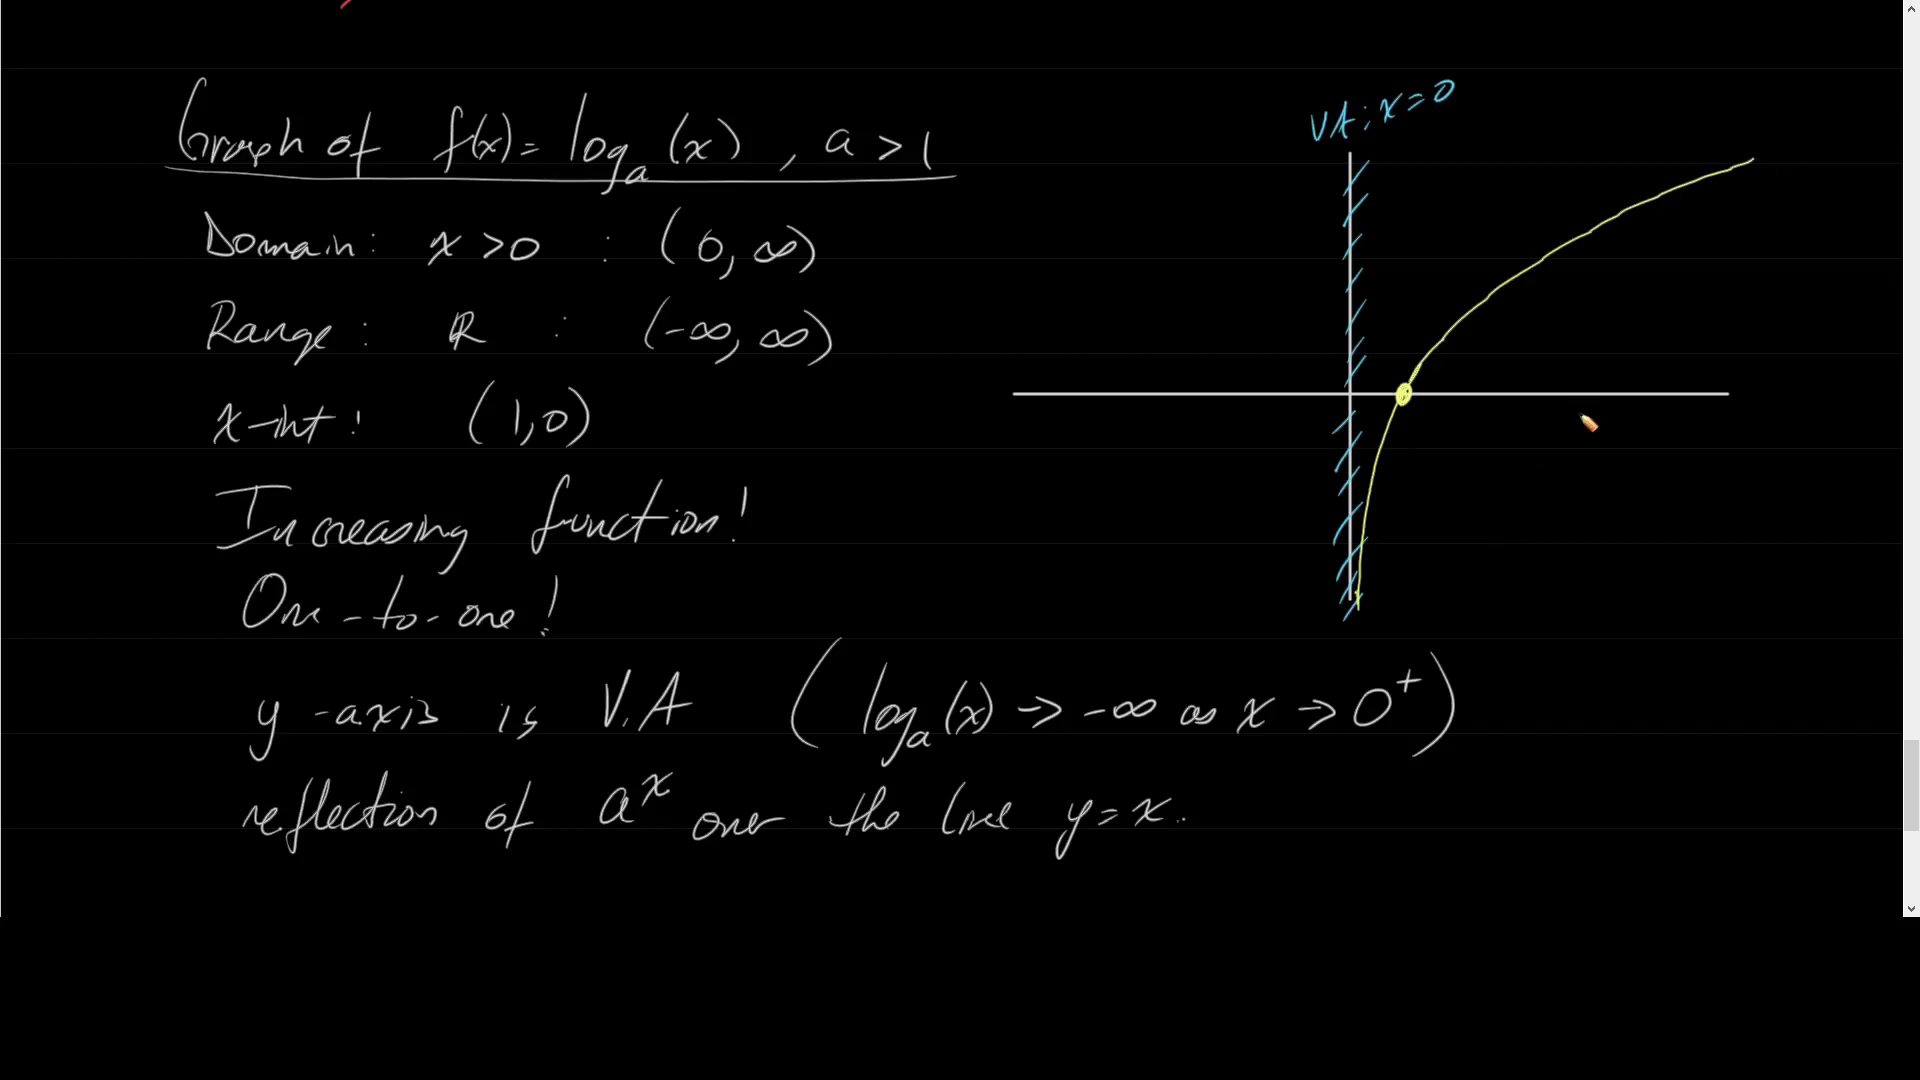 Graph of f(x) = logₐ(x), a > 1
VA: x = 0
Domain: x > 0 : (0, ∞)
Range: ℝ : (-∞, ∞)
x-int: (1,0)
Increasing function!
One-to-one!
y-axis is V.A (logₐ(x) → -∞ as x → 0⁺)
reflection of aˣ over the line y = x.